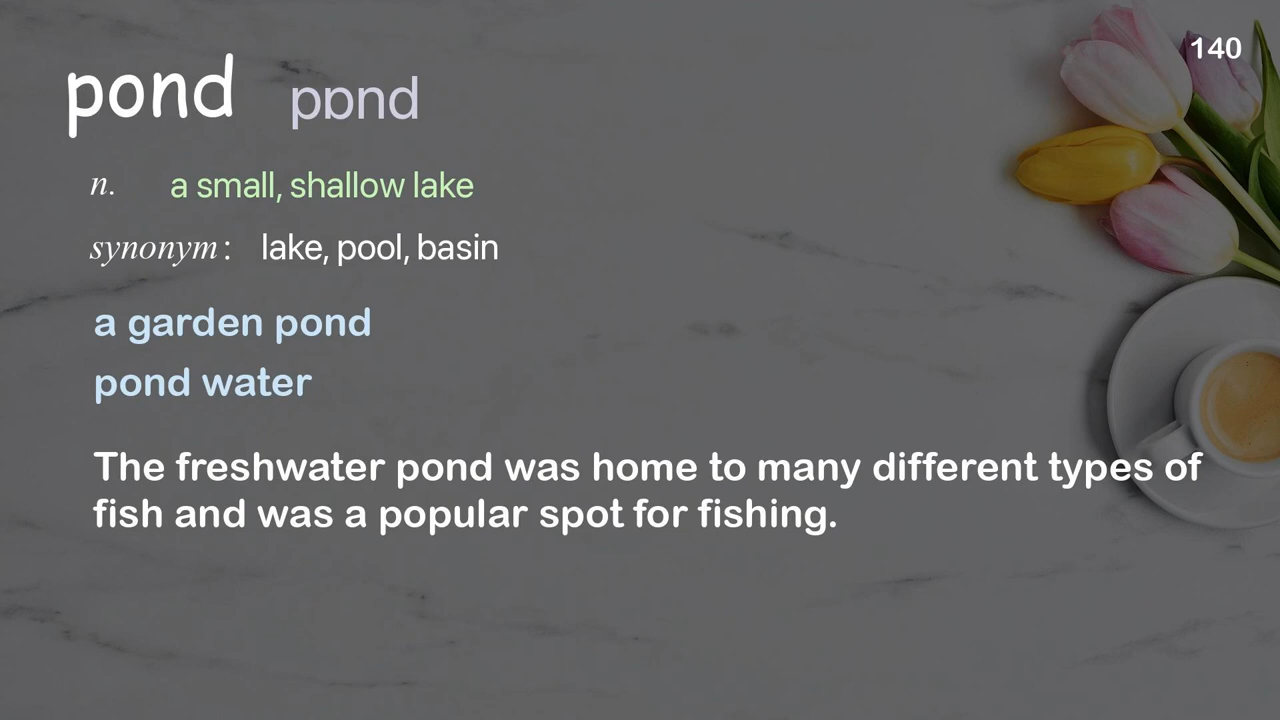 140
pond pɒnd
n. a small, shallow lake
synonym: lake, pool, basin
a garden pond
pond water
The freshwater pond was home to many different types of
fish and was a popular spot for fishing.